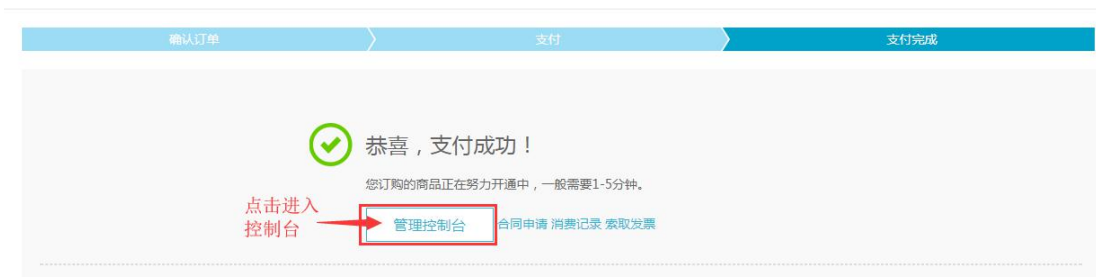 确认订单 支付 支付完成
恭喜，支付成功！
您订购的商品正在努力开通中，一般需要1-5分钟。
点击进入
控制台
管理控制台 合同申请 消费记录 索取发票